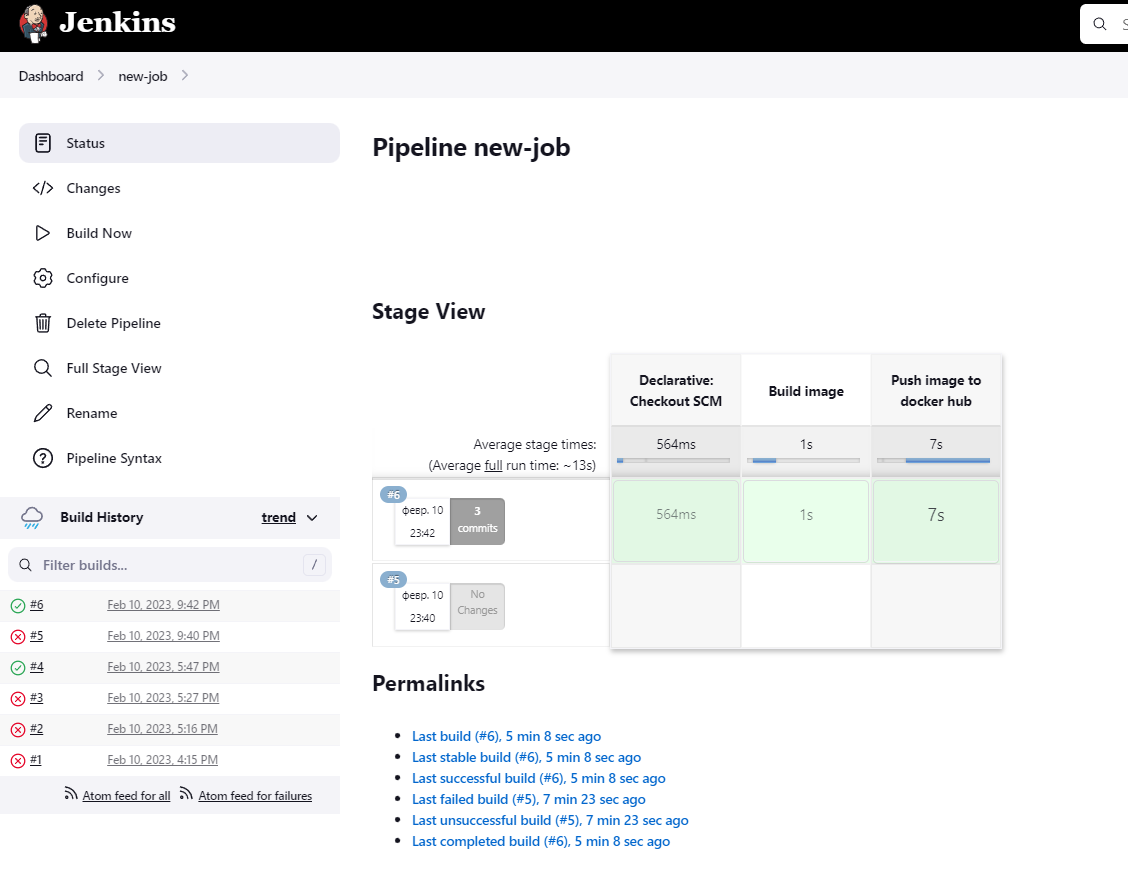 Jenkins
Dashboard
new-job
Status
Changes
Build Now
Configure
Delete Pipeline
Full Stage View
Rename
Pipeline Syntax
Build History
trend
Filter builds...
/
#6
Feb 10, 2023, 9:42 PM
#5
Feb 10, 2023, 9:40 PM
#4
Feb 10, 2023, 5:47 PM
#3
Feb 10, 2023, 5:27 PM
#2
Feb 10, 2023, 5:16 PM
#1
Feb 10, 2023, 4:15 PM
Atom feed for all
Atom feed for failures
Pipeline new-job
Stage View
Declarative:
Checkout SCM
Build image
Push image to
docker hub
Average stage times:
(Average full run time: ~13s)
564ms
1s
7s
#6
февр. 10
23:42
3
commits
564ms
1s
7s
#5
февр. 10
23:40
No
Changes
Permalinks
Last build (#6), 5 min 8 sec ago
Last stable build (#6), 5 min 8 sec ago
Last successful build (#6), 5 min 8 sec ago
Last failed build (#5), 7 min 23 sec ago
Last unsuccessful build (#5), 7 min 23 sec ago
Last completed build (#6), 5 min 8 sec ago